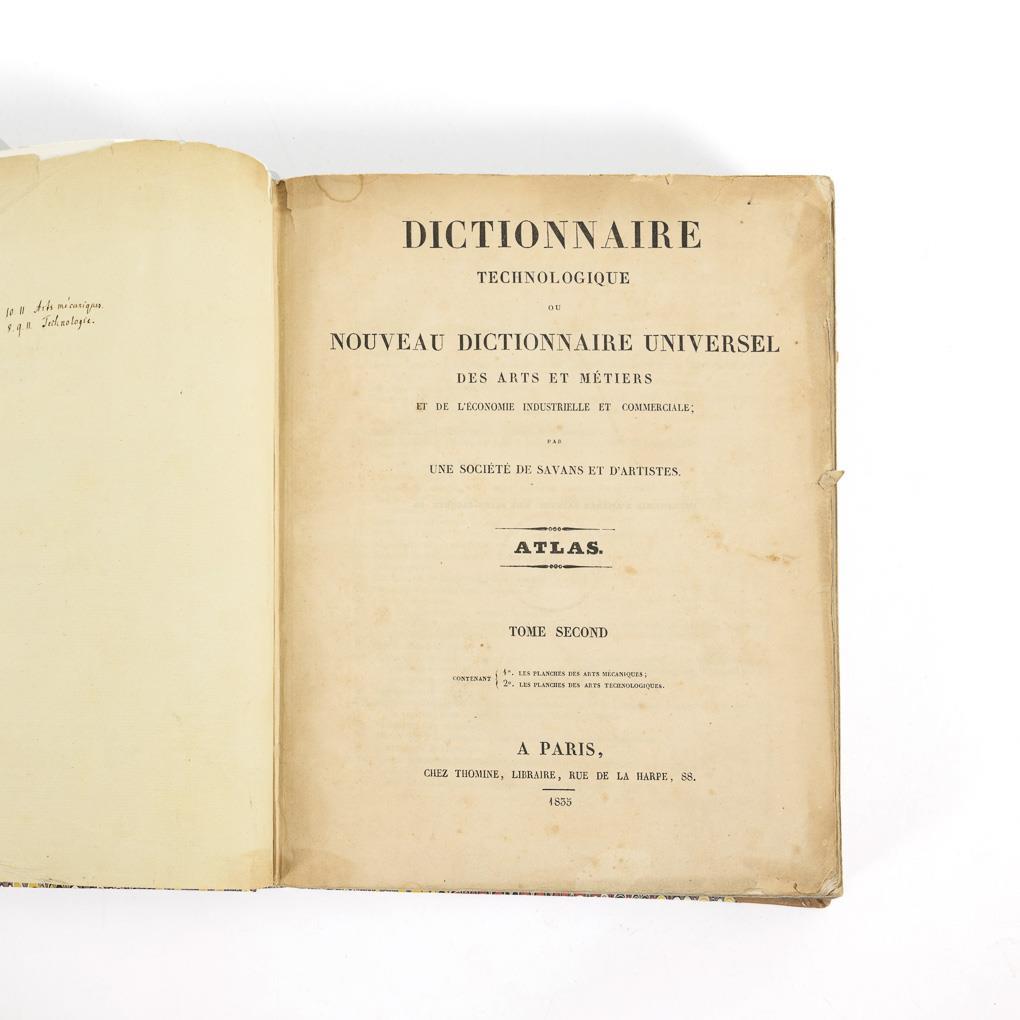 10 11 Arts mécaniques.
8. 9. 11. Technologie.
DICTIONNAIRE
TECHNOLOGIQUE
OU
NOUVEAU DICTIONNAIRE UNIVERSEL
DES ARTS ET MÉTIERS
ET DE L'ÉCONOMIE INDUSTRIELLE ET COMMERCIALE;
PAR
UNE SOCIÉTÉ DE SAVANS ET D'ARTISTES.
ATLAS.
TOME SECOND
CONTENANT { 1º. LES PLANCHES DES ARTS MÉCANIQUES;
2º. LES PLANCHES DES ARTS TECHNOLOGIQUES.
A PARIS,
CHEZ THOMINE, LIBRAIRE, RUE DE LA HARPE, 88.
1835